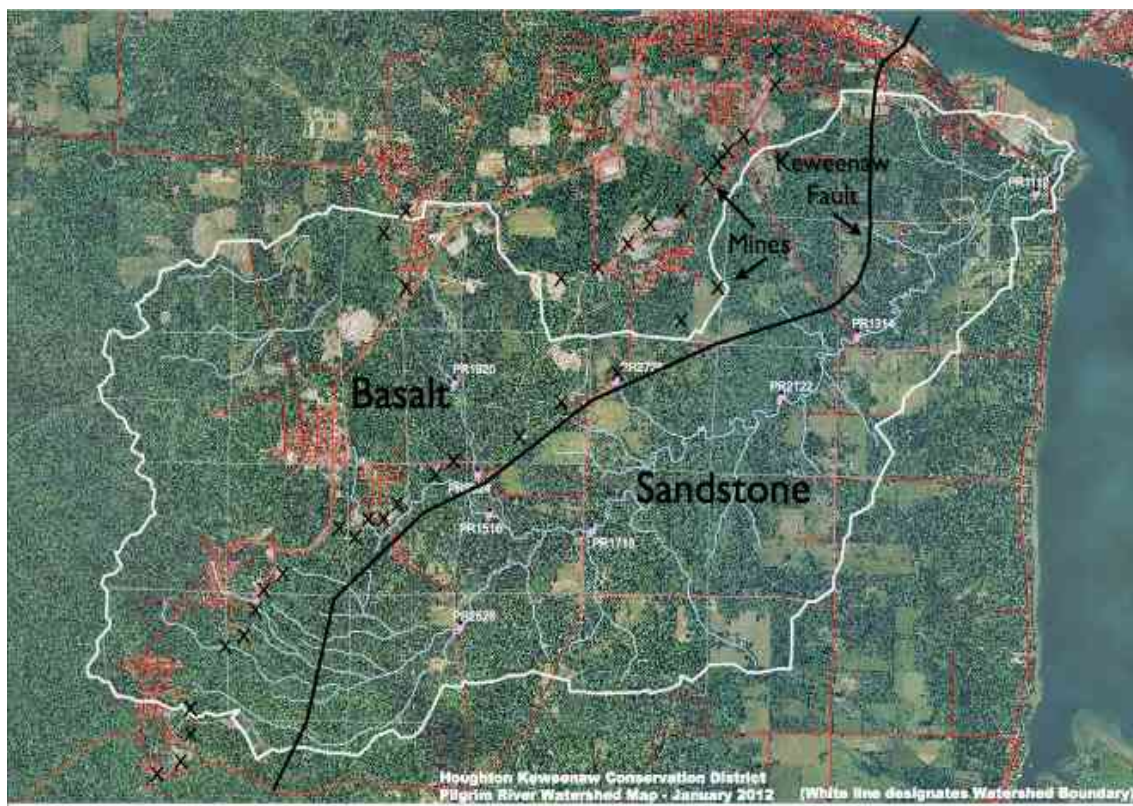 Keweenaw
Fault
PR1118
Mines
PR1314
PR1920
PR272
PR2122
Basalt
Sandstone
PR1516
PR1718
Houghton Keweenaw Conservation District
Pilgrim River Watershed Map - January 2012 (White line designates Watershed Boundary)